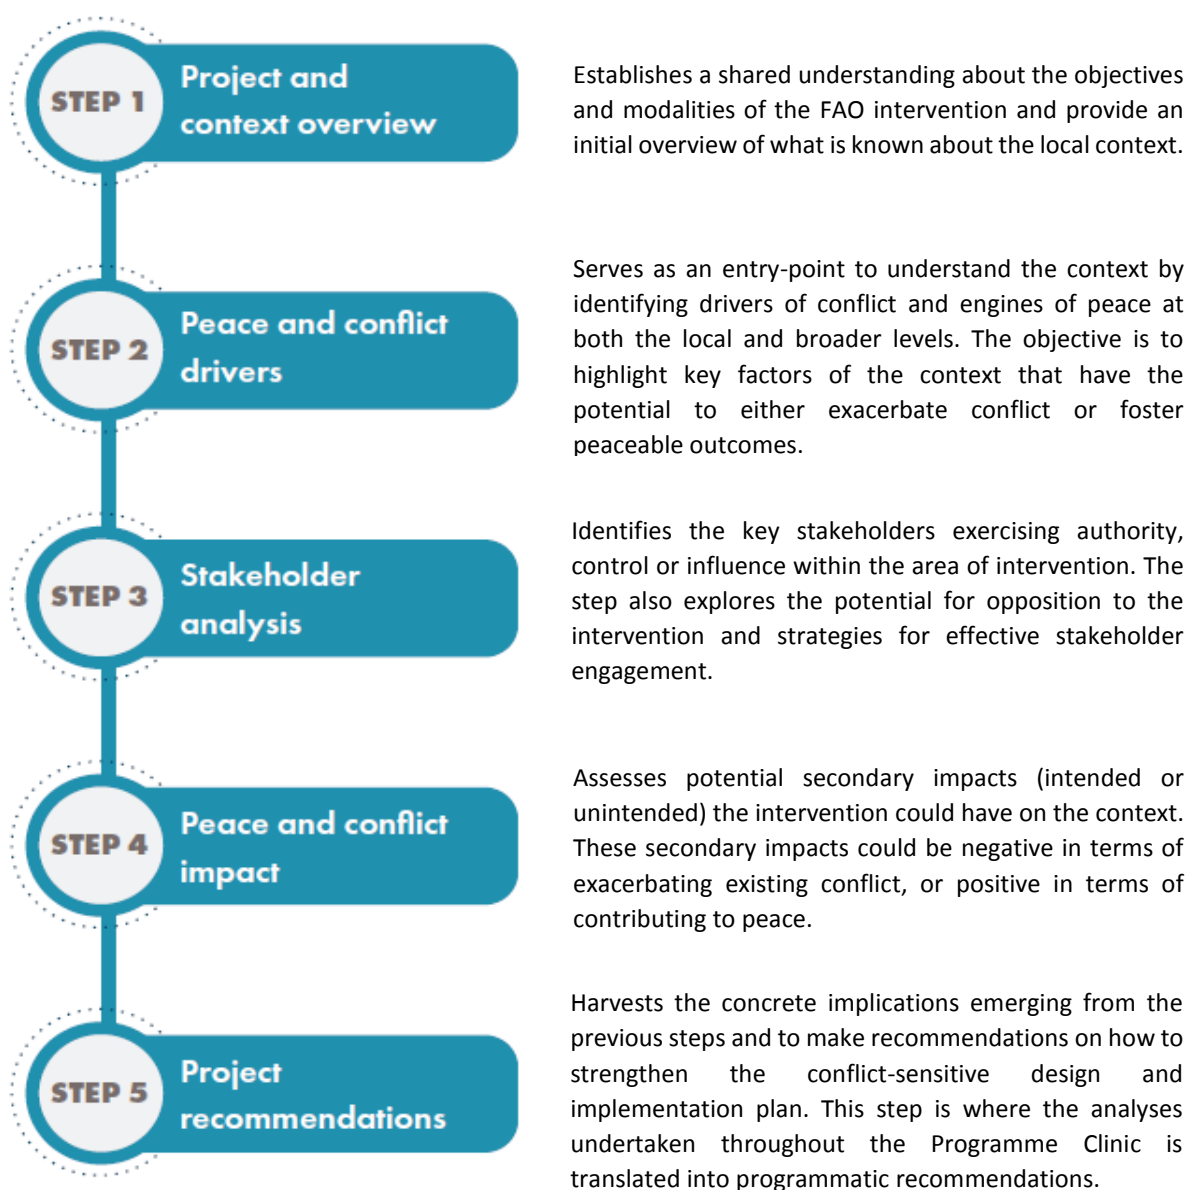 STEP 1
Project and
context overview
Establishes a shared understanding about the objectives
and modalities of the FAO intervention and provide an
initial overview of what is known about the local context.
STEP 2
Peace and conflict
drivers
Serves as an entry-point to understand the context by
identifying drivers of conflict and engines of peace at
both the local and broader levels. The objective is to
highlight key factors of the context that have the
potential to either exacerbate conflict or foster
peaceable outcomes.
STEP 3
Stakeholder
analysis
Identifies the key stakeholders exercising authority,
control or influence within the area of intervention. The
step also explores the potential for opposition to the
intervention and strategies for effective stakeholder
engagement.
STEP 4
Peace and conflict
impact
Assesses potential secondary impacts (intended or
unintended) the intervention could have on the context.
These secondary impacts could be negative in terms of
exacerbating existing conflict, or positive in terms of
contributing to peace.
STEP 5
Project
recommendations
Harvests the concrete implications emerging from the
previous steps and to make recommendations on how to
strengthen the conflict-sensitive design and
implementation plan. This step is where the analyses
undertaken throughout the Programme Clinic is
translated into programmatic recommendations.